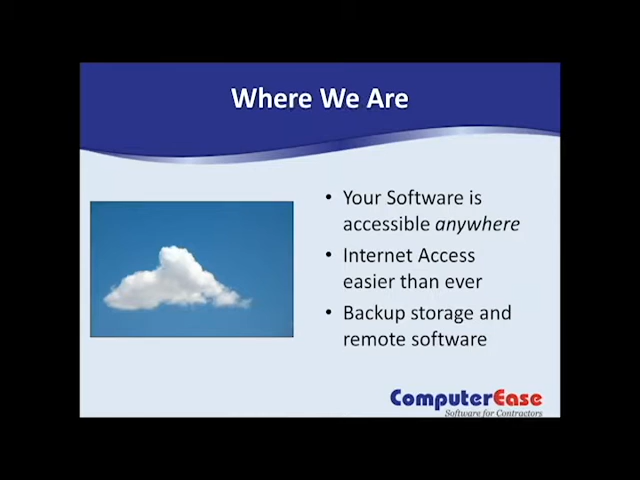 Where We Are
• Your Software is
accessible anywhere
• Internet Access
easier than ever
• Backup storage and
remote software
ComputerEase
Software for Contractors